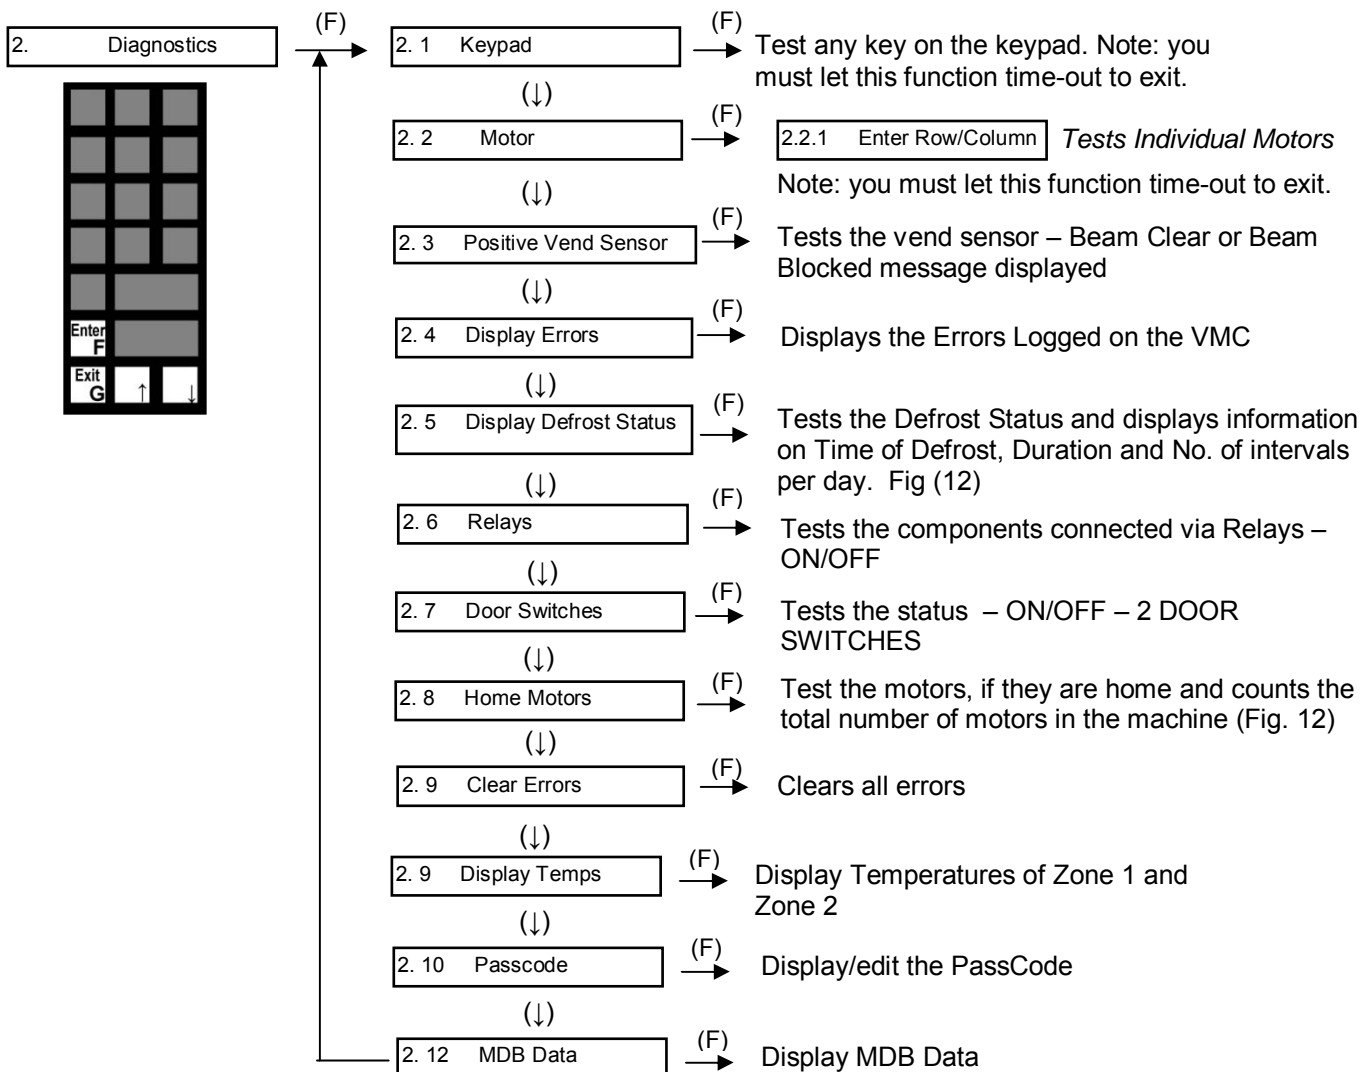 2. Diagnostics
(F)
2. 1 Keypad
(F)
Test any key on the keypad. Note: you
must let this function time-out to exit.
(↓)
2. 2 Motor
(F)
2.2.1 Enter Row/Column
Tests Individual Motors
Note: you must let this function time-out to exit.
(↓)
2. 3 Positive Vend Sensor
(F)
Tests the vend sensor – Beam Clear or Beam
Blocked message displayed
(↓)
2. 4 Display Errors
(F)
Displays the Errors Logged on the VMC
(↓)
2. 5 Display Defrost Status
(F)
Tests the Defrost Status and displays information
on Time of Defrost, Duration and No. of intervals
per day. Fig (12)
(↓)
2. 6 Relays
(F)
Tests the components connected via Relays –
ON/OFF
(↓)
2. 7 Door Switches
(F)
Tests the status – ON/OFF – 2 DOOR
SWITCHES
(↓)
2. 8 Home Motors
(F)
Test the motors, if they are home and counts the
total number of motors in the machine (Fig. 12)
(↓)
2. 9 Clear Errors
(F)
Clears all errors
(↓)
2. 9 Display Temps
(F)
Display Temperatures of Zone 1 and
Zone 2
(↓)
2. 10 Passcode
(F)
Display/edit the PassCode
(↓)
2. 12 MDB Data
(F)
Display MDB Data
Enter
F
Exit
G ↑ ↓